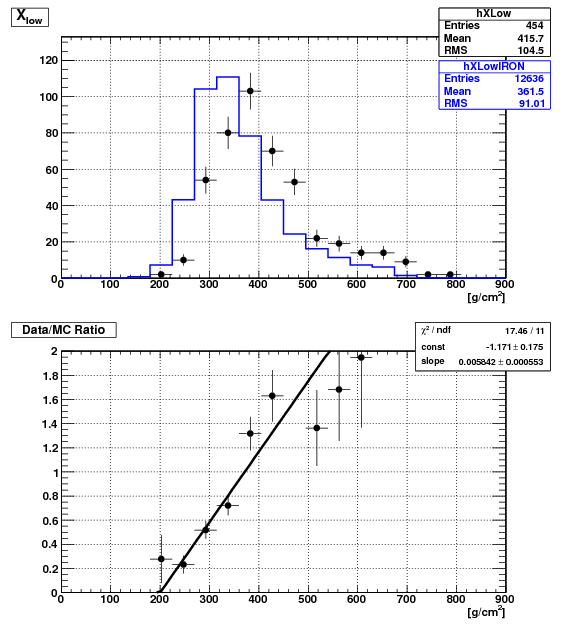 X_low
hXLow
Entries 454
Mean 415.7
RMS 104.5
hXLowIRON
Entries 12636
Mean 361.5
RMS 91.01
120
100
80
60
40
20
0
0 100 200 300 400 500 600 700 800 900
[g/cm²]
Data/MC Ratio
χ² / ndf 17.46 / 11
const -1.171 ± 0.175
slope 0.005842 ± 0.000553
2
1.8
1.6
1.4
1.2
1
0.8
0.6
0.4
0.2
0
0 100 200 300 400 500 600 700 800 900
[g/cm²]